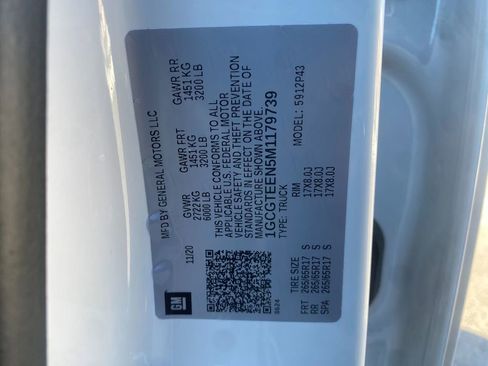 MFD BY GENERAL MOTORS LLC
11/20
GVWR
2722 KG
6000 LB
GAWR FRT
1451 KG
3200 LB
GAWR RR
1451 KG
3200 LB
THIS VEHICLE CONFORMS TO ALL
APPLICABLE U.S. FEDERAL MOTOR
VEHICLE SAFETY AND THEFT PREVENTION
STANDARDS IN EFFECT ON THE DATE OF
MANUFACTURE SHOWN ABOVE.
1GCGTEEN5M1179739
TYPE: TRUCK
MODEL: 5912P43
GM
TIRE SIZE RIM
FRT 265/65R17 S 17X8.0J
RR 265/65R17 S 17X8.0J
SPA 265/65R17 S 17X8.0J